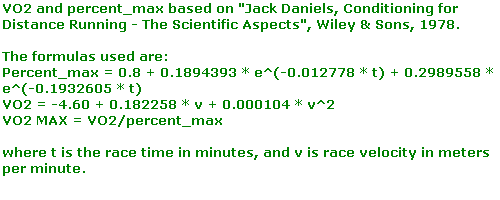 VO2 and percent_max based on "Jack Daniels, Conditioning for
Distance Running - The Scientific Aspects", Wiley & Sons, 1978.
The formulas used are:
Percent_max = 0.8 + 0.1894393 * e^(-0.012778 * t) + 0.2989558 *
e^(-0.1932605 * t)
VO2 = -4.60 + 0.182258 * v + 0.000104 * v^2
VO2 MAX = VO2/percent_max
where t is the race time in minutes, and v is race velocity in meters
per minute.